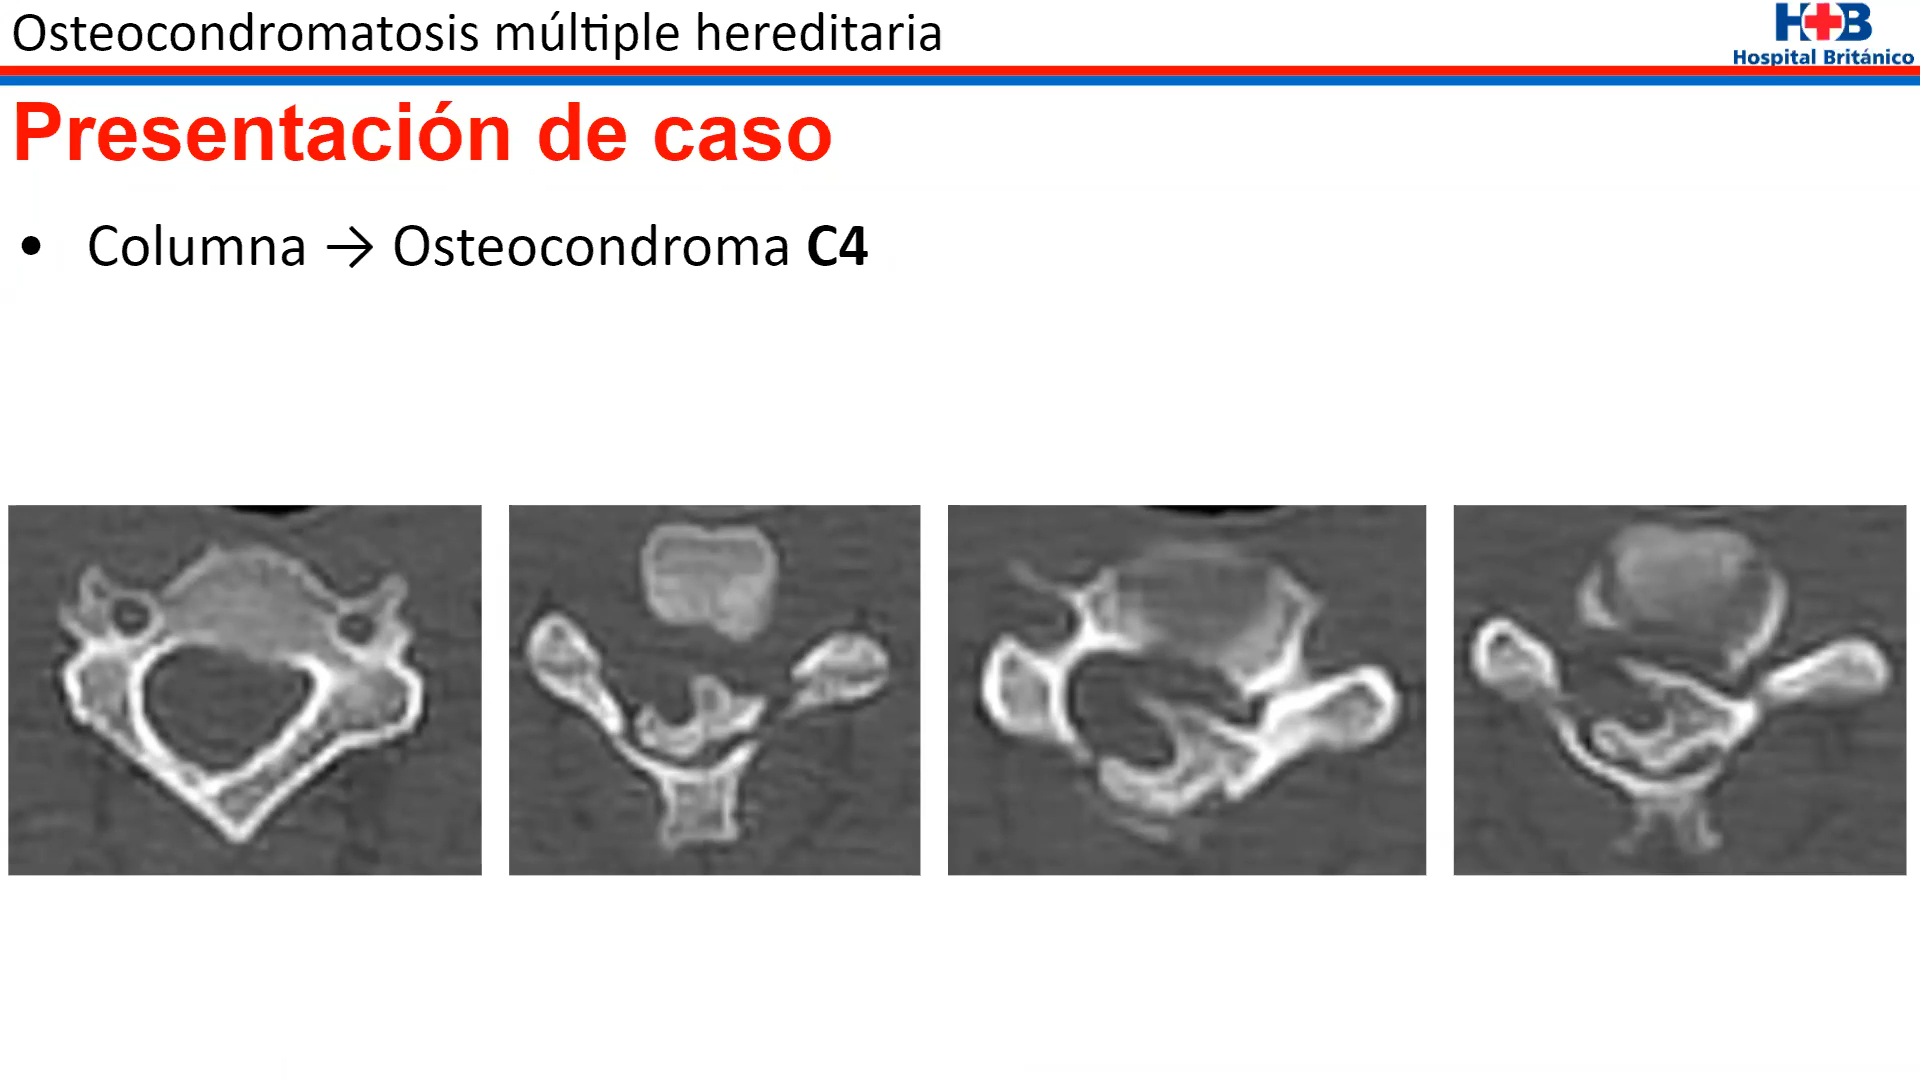 Osteocondromatosis múltiple hereditaria
H+B
Hospital Británico
Presentación de caso
• Columna → Osteocondroma C4